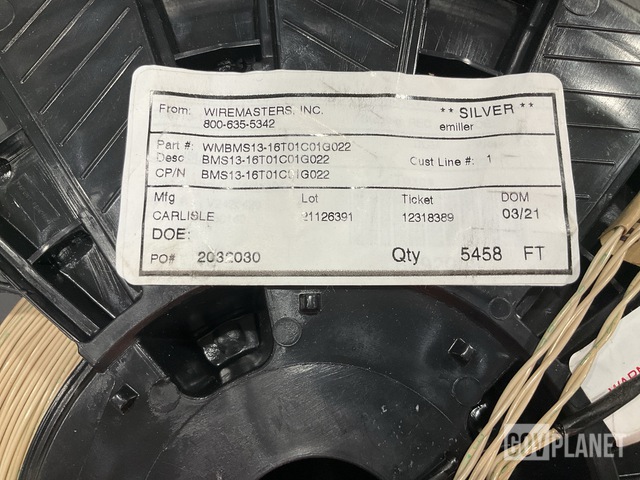 From: WIREMASTERS, INC. ** SILVER **
800-635-5342 emiller
Part #: WMBMS13-16T01C01G022
Desc BMS13-16T01C01G022 Cust Line #: 1
CP/N BMS13-16T01C01G022
Mfg Lot Ticket DOM
CARLISLE 21126391 12318389 03/21
DOE:
PO# 2032030 Qty 5458 FT
GOVPLANET